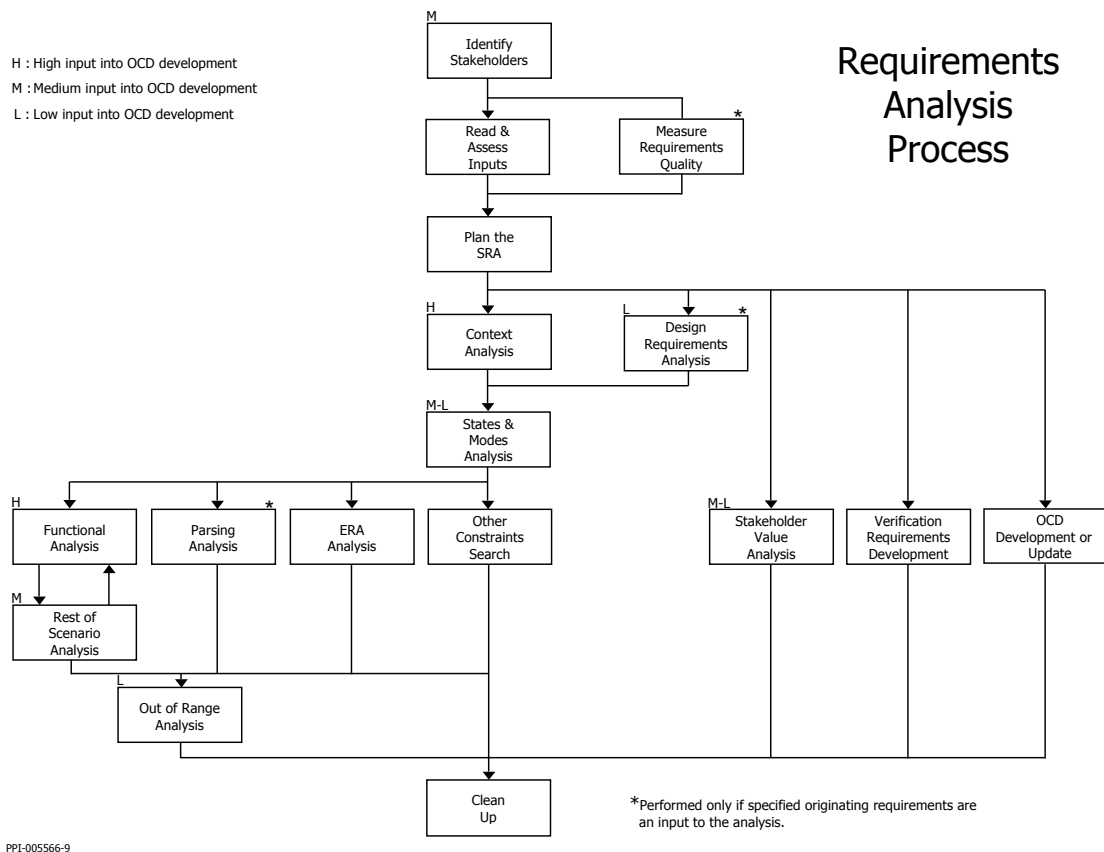 H : High input into OCD development
M : Medium input into OCD development
L : Low input into OCD development
Requirements
Analysis
Process
M
Identify
Stakeholders
Read &
Assess
Inputs
*
Measure
Requirements
Quality
Plan the
SRA
H
Context
Analysis
L
*
Design
Requirements
Analysis
M-L
States &
Modes
Analysis
H
Functional
Analysis
*
Parsing
Analysis
ERA
Analysis
Other
Constraints
Search
M-L
Stakeholder
Value
Analysis
Verification
Requirements
Development
OCD
Development or
Update
M
Rest of
Scenario
Analysis
L
Out of Range
Analysis
Clean
Up
*Performed only if specified originating requirements are
an input to the analysis.
PPI-005566-9